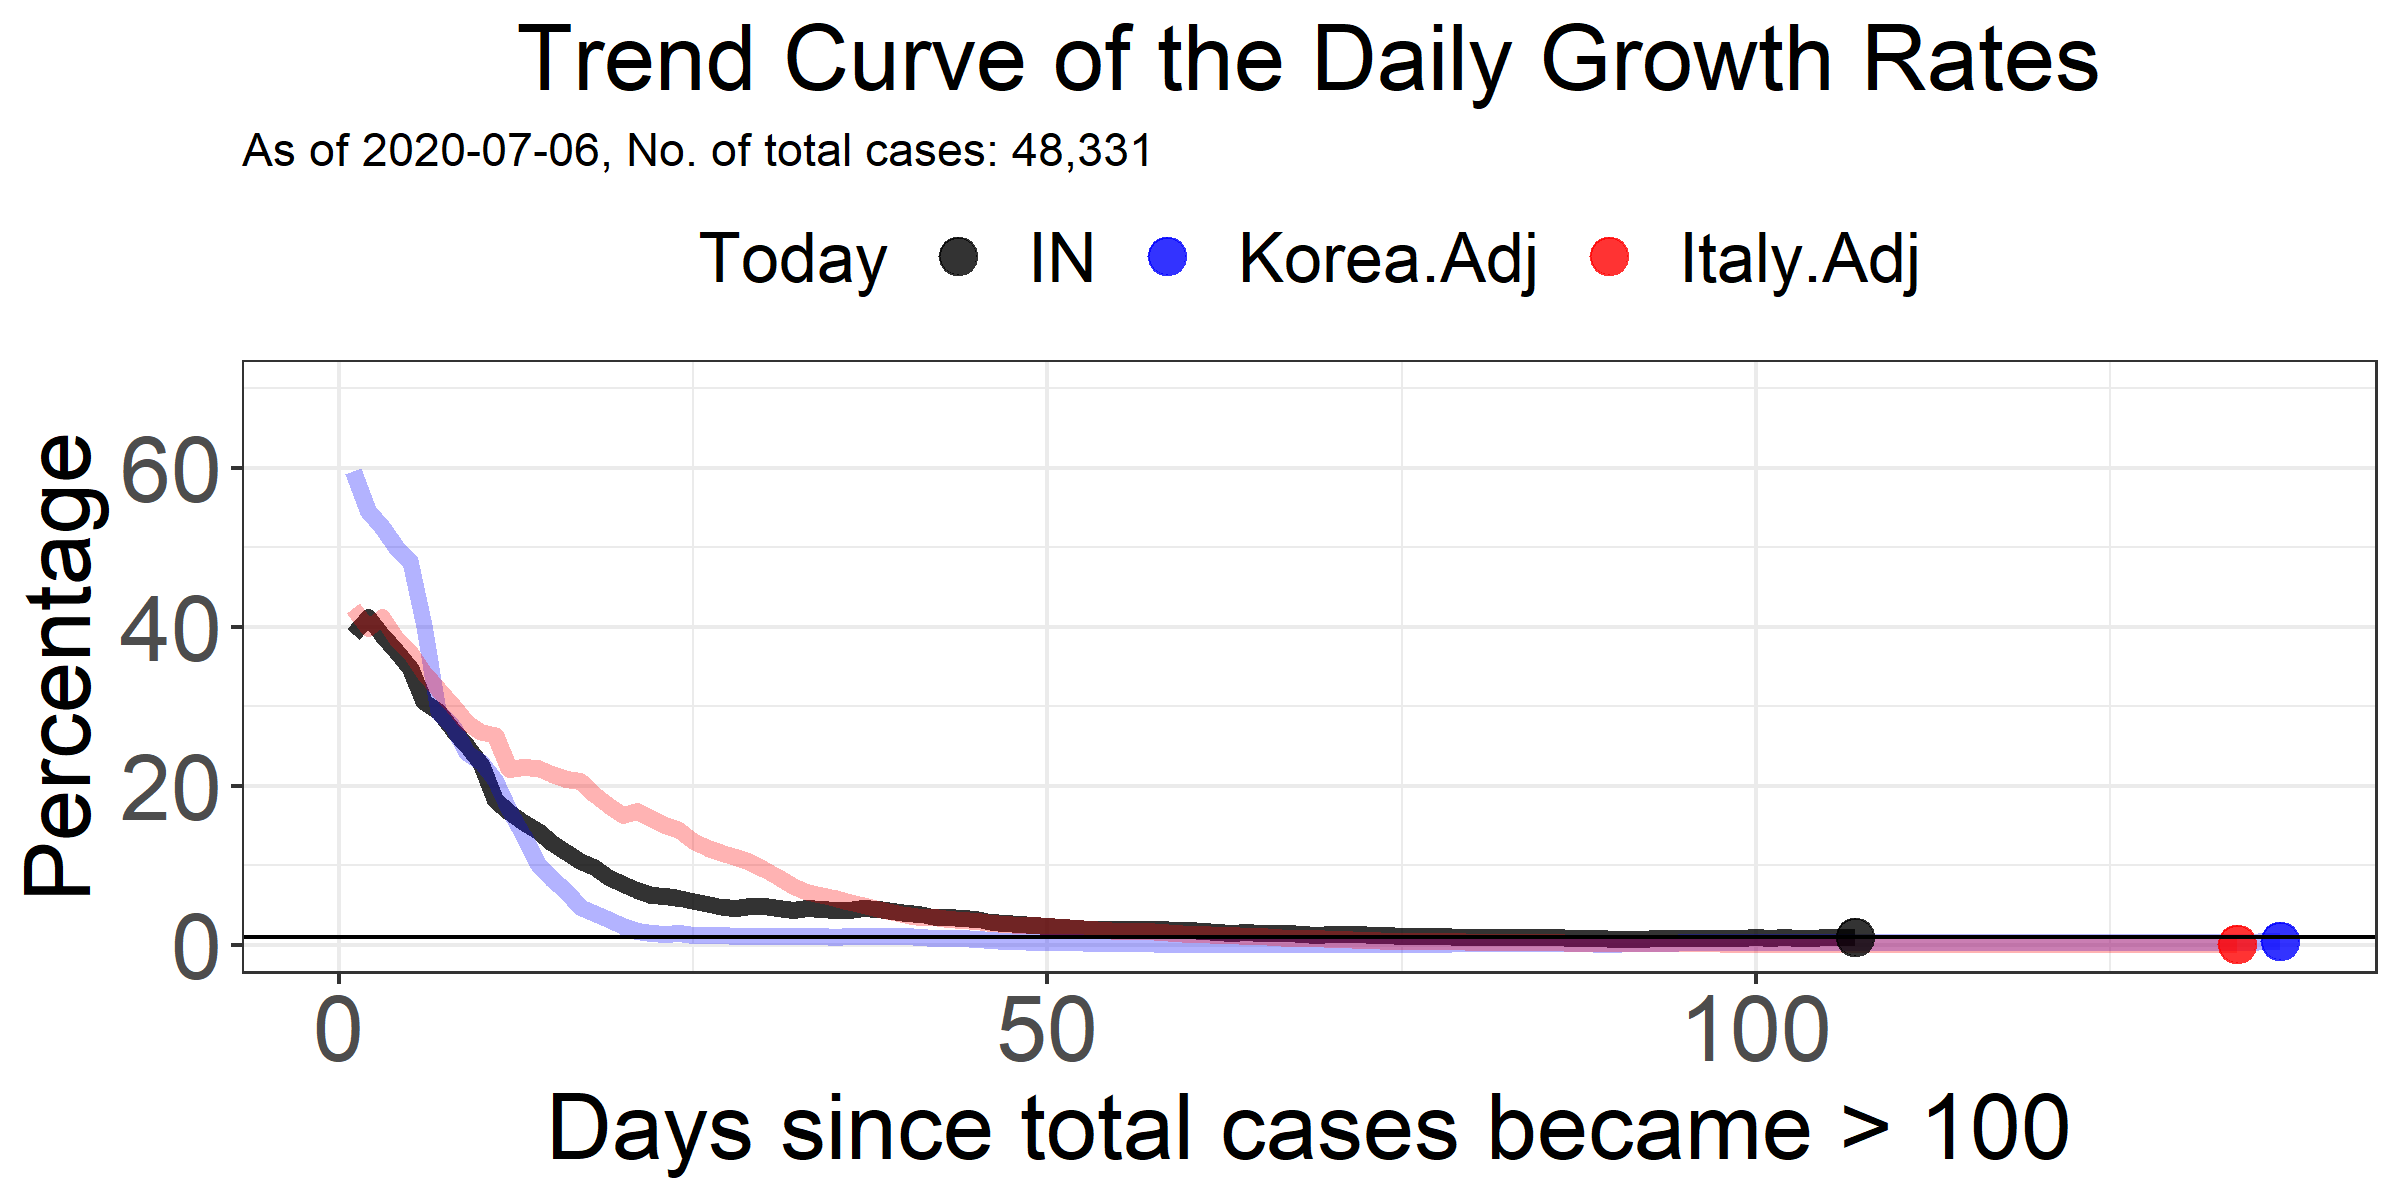 Trend Curve of the Daily Growth Rates
As of 2020-07-06, No. of total cases: 48,331
Today IN Korea.Adj Italy.Adj
Percentage
60
40
20
0
0 50 100
Days since total cases became > 100